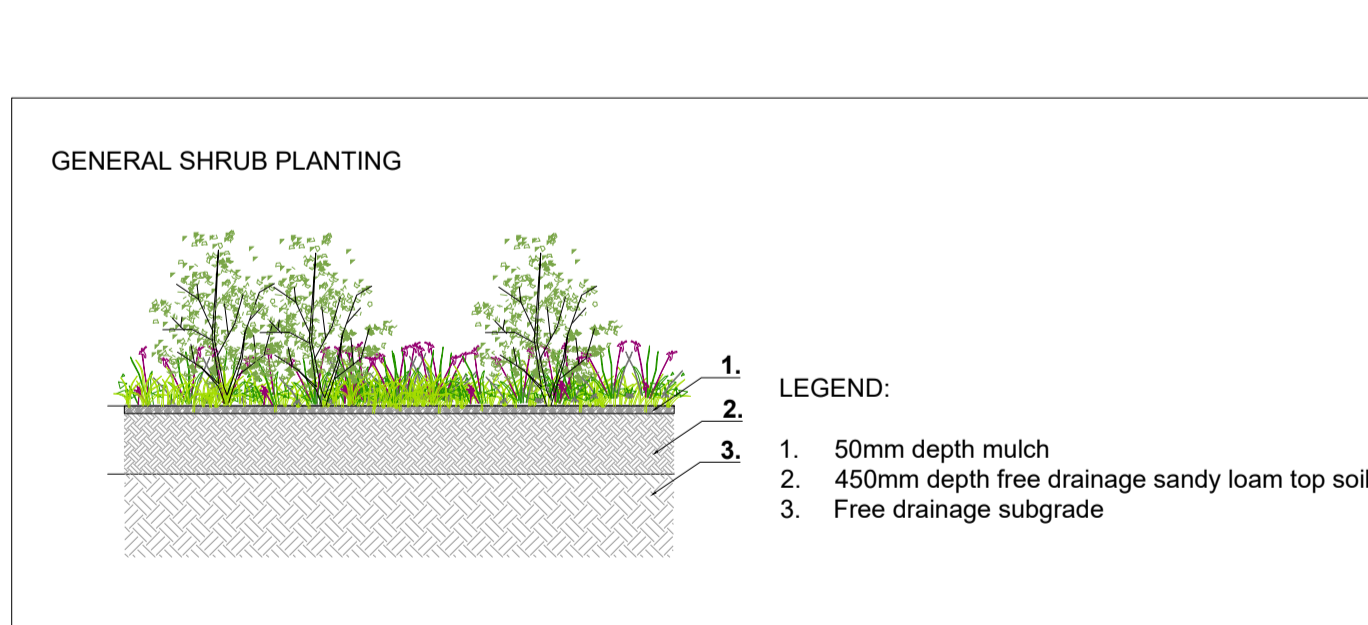 GENERAL SHRUB PLANTING
1.
2.
3.
LEGEND:
1. 50mm depth mulch
2. 450mm depth free drainage sandy loam top soil
3. Free drainage subgrade